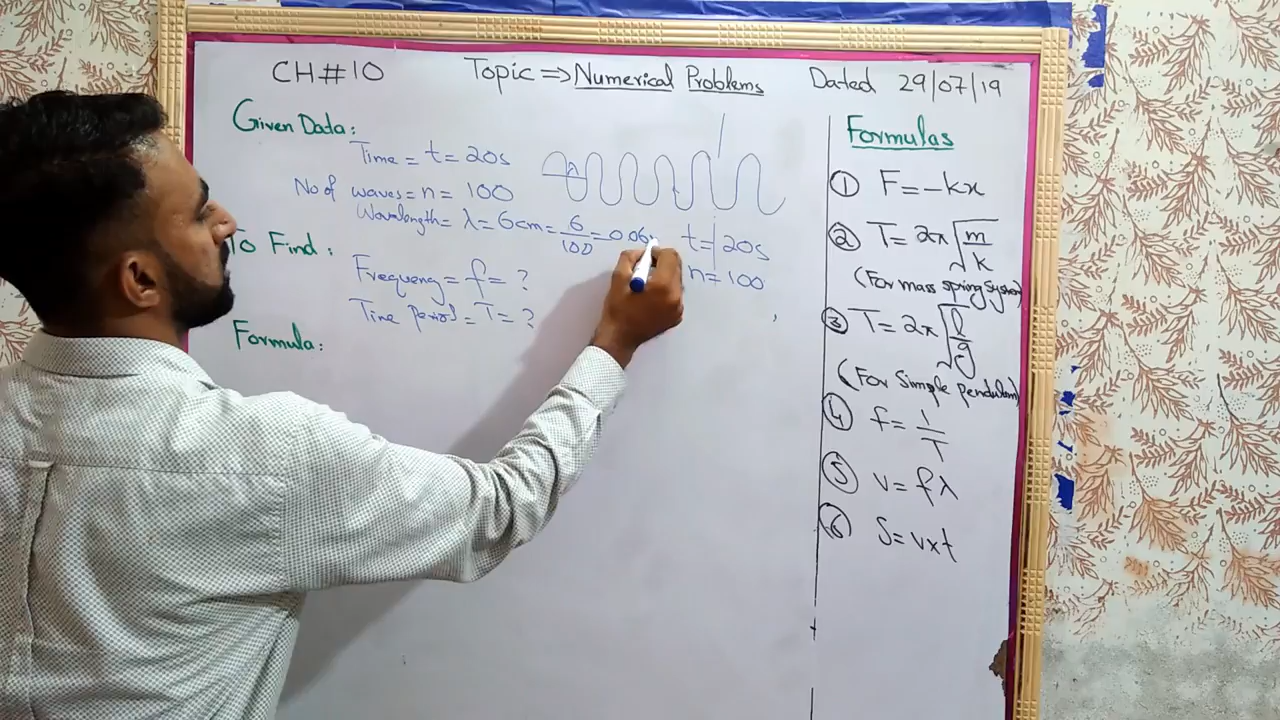 CH#10
Topic ⇒ Numerical Problems
Dated 29/07/19
Given Data:
Time = t = 20s
No of waves = n = 100
Wavelength = λ = 6cm = 6/100 = 0.06
To Find:
Frequency = f = ?
Time period = T = ?
Formula:
λ
t = 20s
n = 100
Formulas
① F = -kx
② T = 2π√m/k
(For mass spring System)
③ T = 2π√l/g
(For Simple pendulum)
④ f = 1/T
⑤ v = fλ
⑥ S = v×t